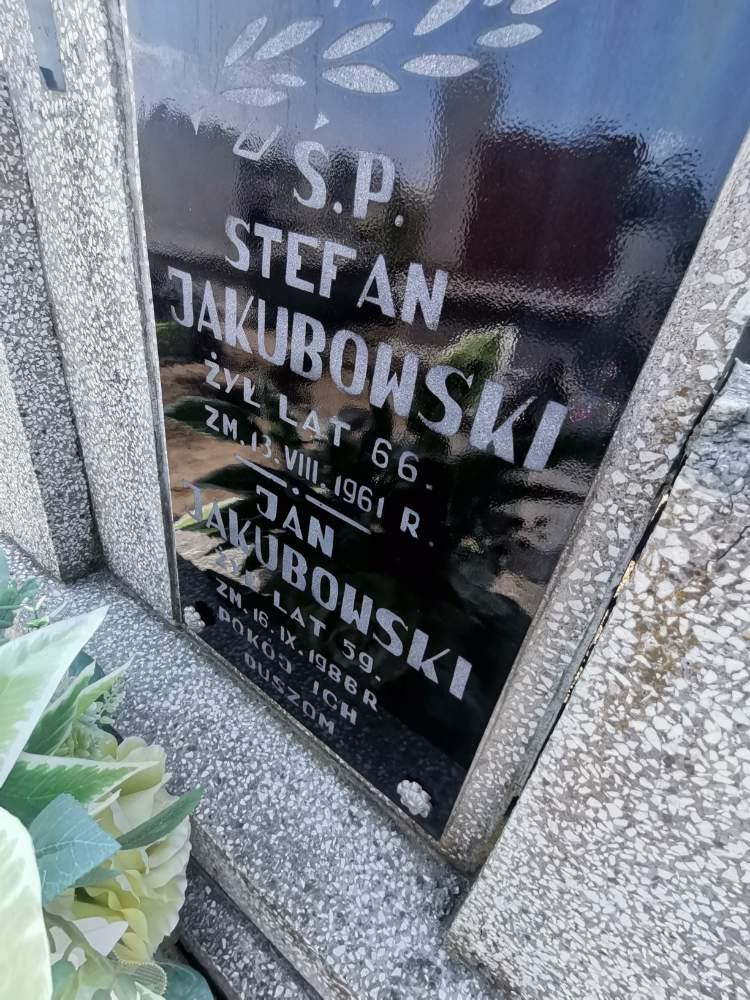 Ś.P.
STEFAN
JAKUBOWSKI
ŻYŁ LAT 66.
ZM. 13.VIII.1961 R.
JAN
JAKUBOWSKI
ŻYŁ LAT 59.
ZM. 16.IX.1986 R
POKÓJ ICH
DUSZOM